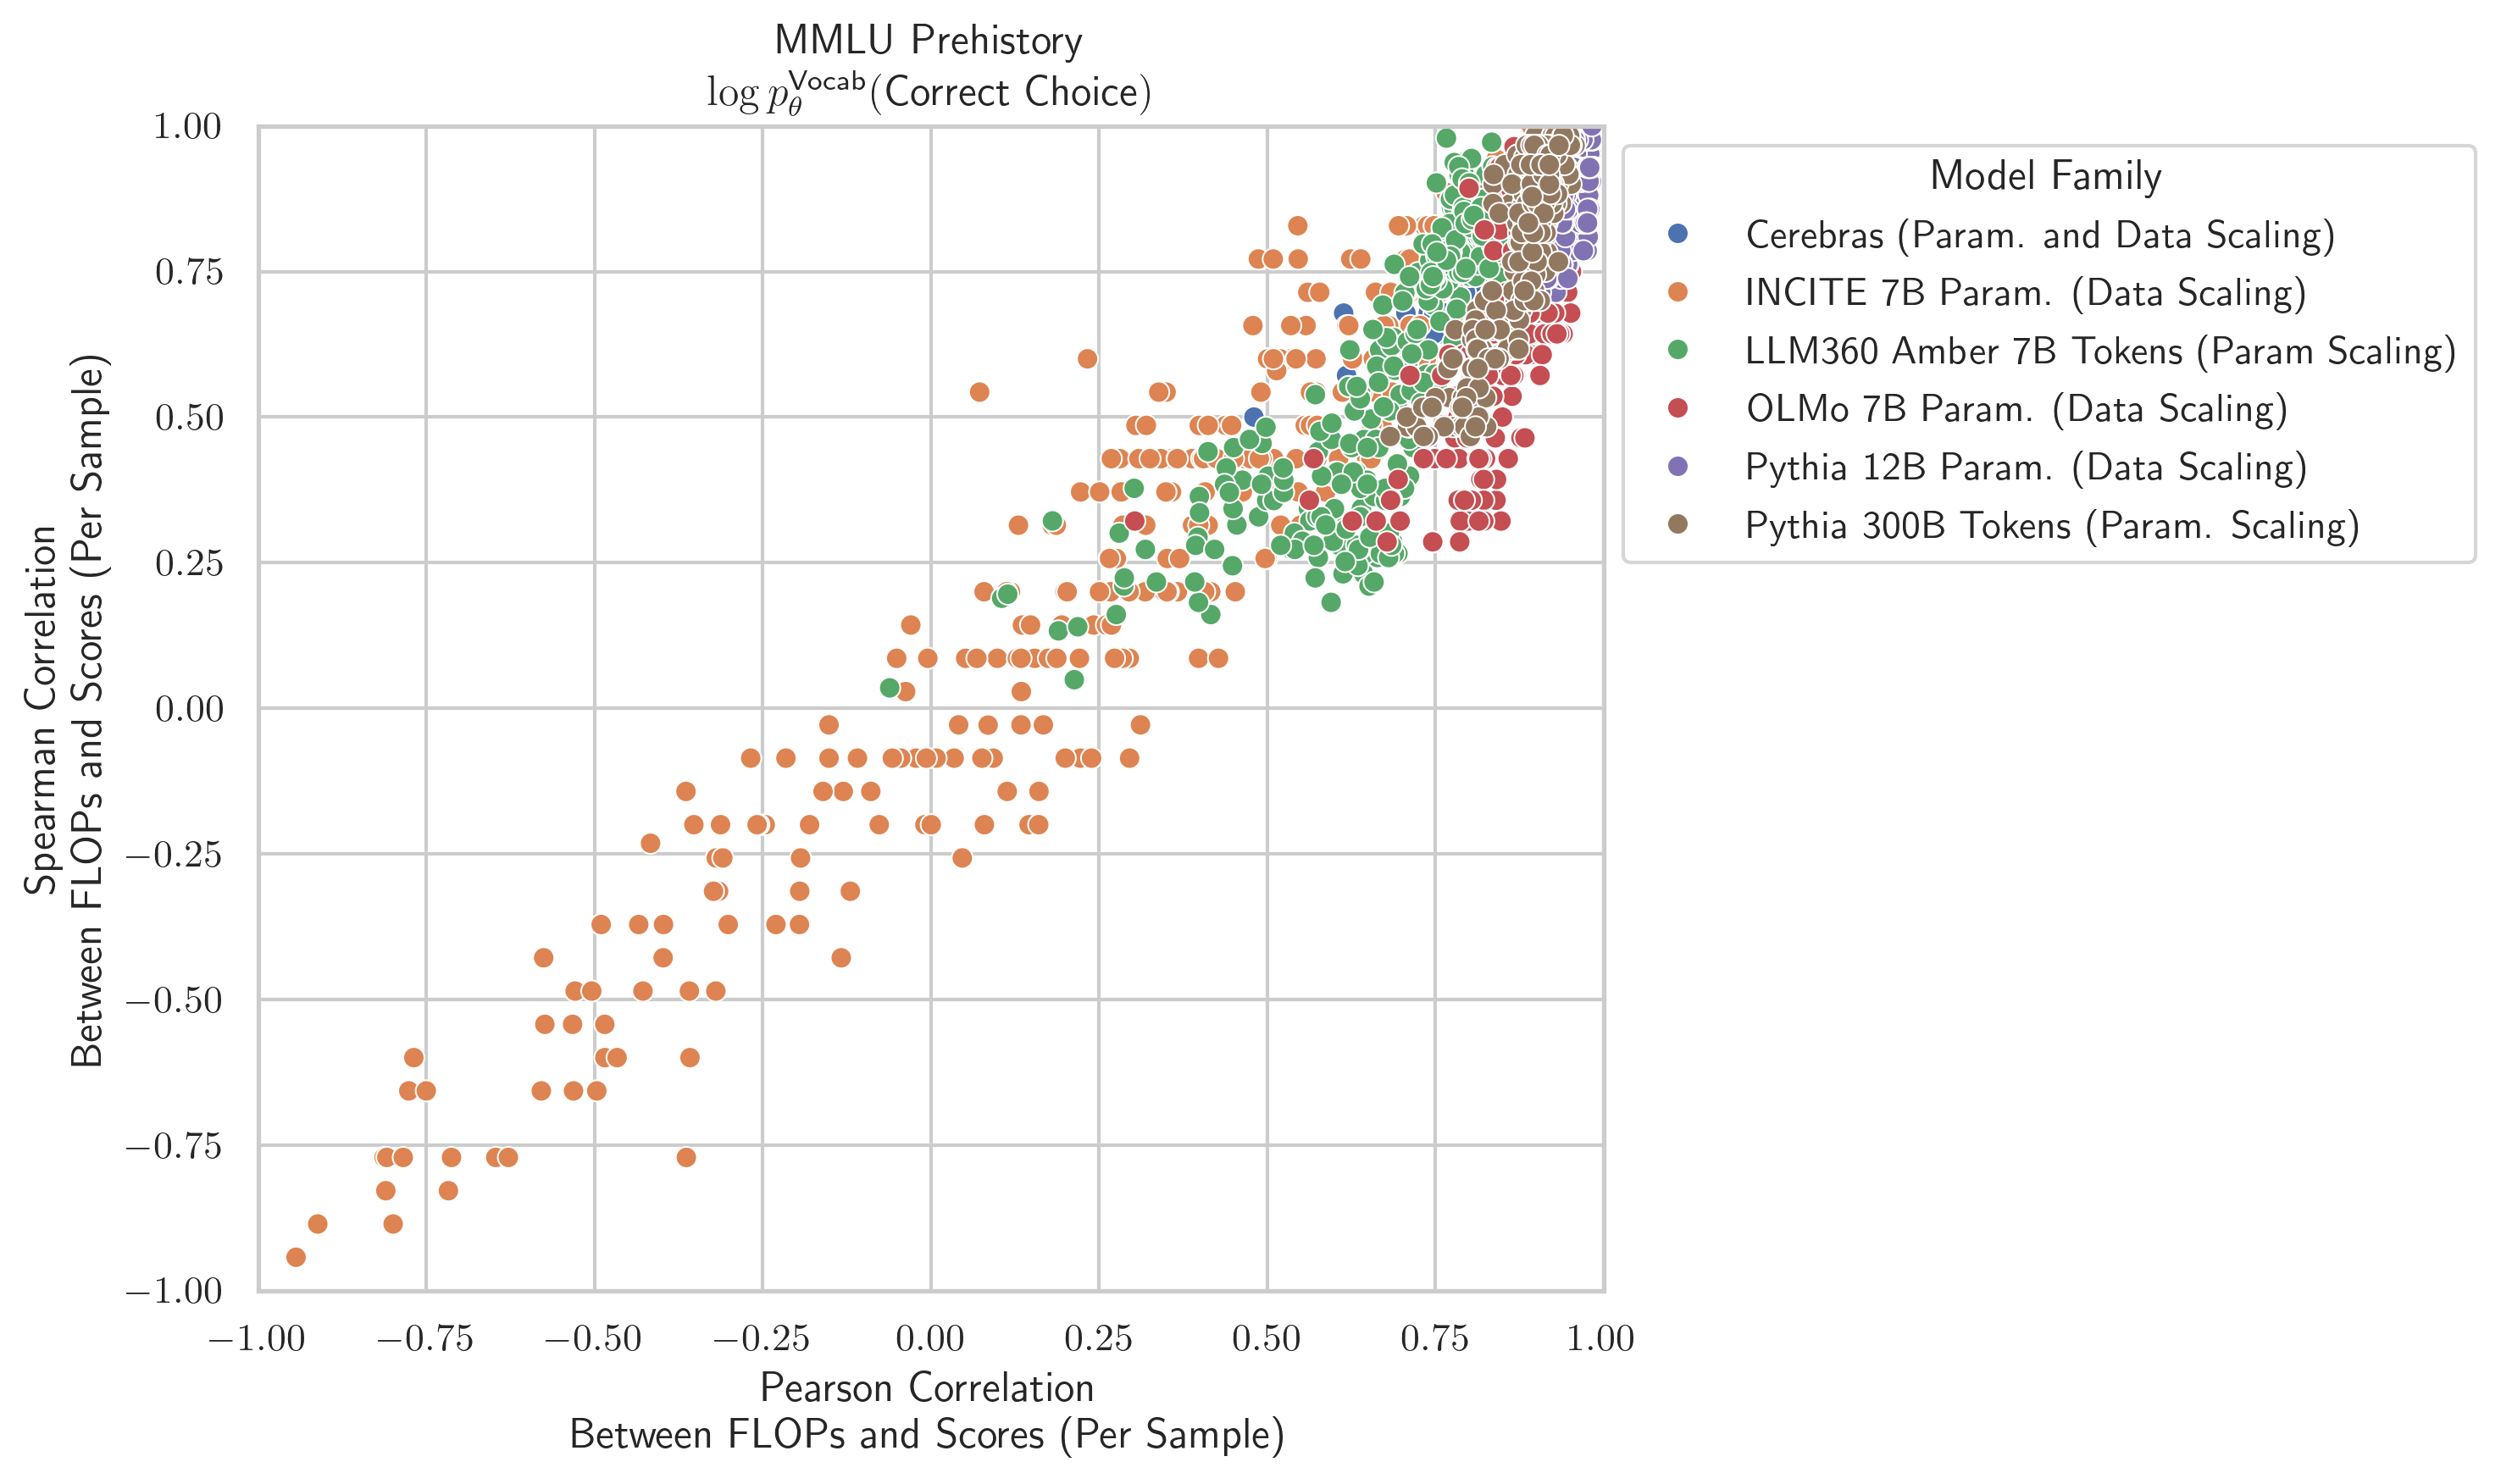 MMLU Prehistory
log p_θ^Vocab(Correct Choice)
1.00
0.75
0.50
0.25
0.00
−0.25
−0.50
−0.75
−1.00
Spearman Correlation
Between FLOPs and Scores (Per Sample)
−1.00
−0.75
−0.50
−0.25
0.00
0.25
0.50
0.75
1.00
Pearson Correlation
Between FLOPs and Scores (Per Sample)
Model Family
Cerebras (Param. and Data Scaling)
INCITE 7B Param. (Data Scaling)
LLM360 Amber 7B Tokens (Param Scaling)
OLMo 7B Param. (Data Scaling)
Pythia 12B Param. (Data Scaling)
Pythia 300B Tokens (Param. Scaling)